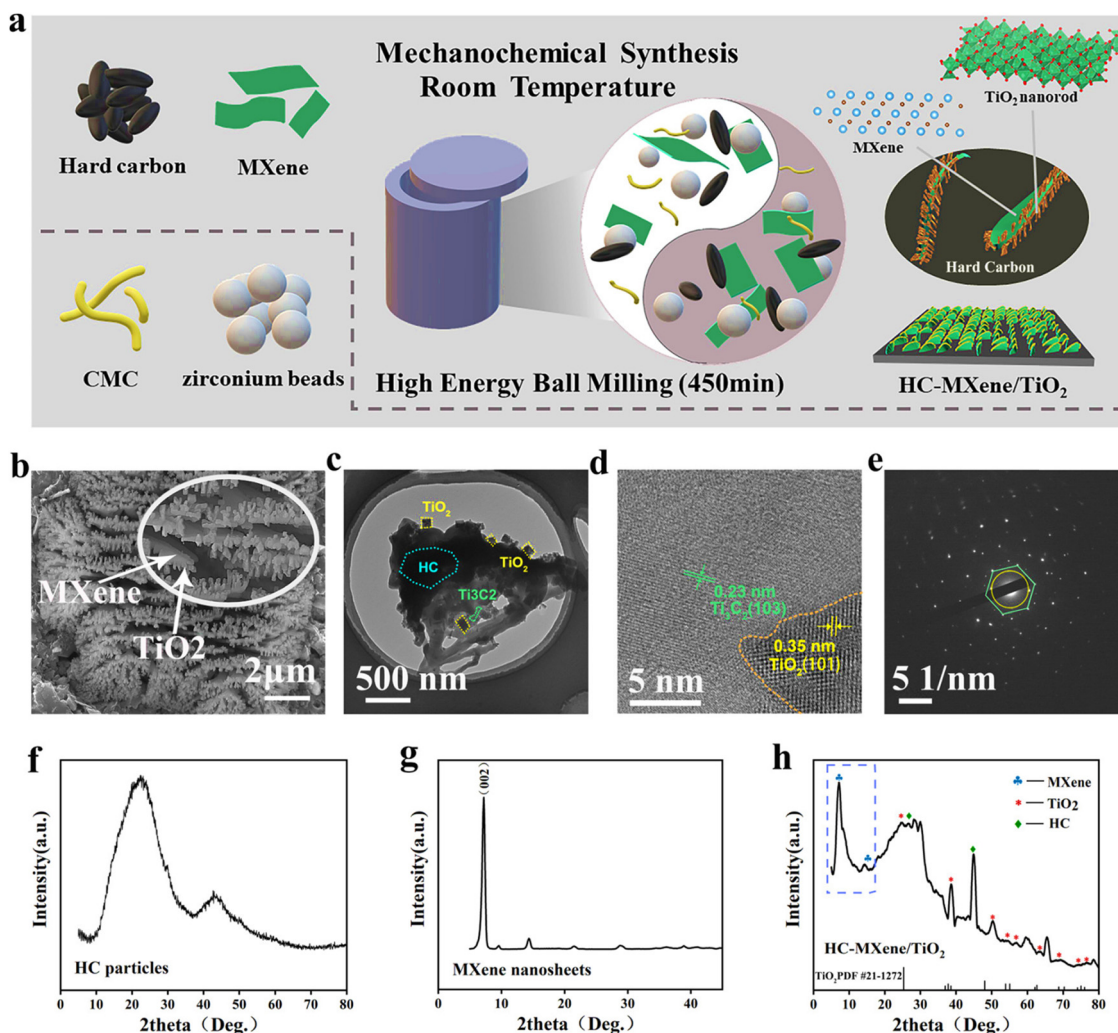 a
Mechanochemical Synthesis
Room Temperature
Hard carbon
MXene
CMC
zirconium beads
High Energy Ball Milling (450min)
TiO₂ nanorod
MXene
Hard Carbon
HC-MXene/TiO₂
b
MXene
TiO2
2μm
c
TiO₂
HC
TiO₂
Ti3C2
500 nm
d
0.23 nm
Ti₃C₂(103)
0.35 nm
TiO₂(101)
5 nm
e
5 1/nm
f
Intensity(a.u.)
HC particles
0 10 20 30 40 50 60 70 80
2theta（Deg.）
g
Intensity(a.u.)
（002）
MXene nanosheets
0 10 20 30 40
2theta（Deg.）
h
Intensity(a.u.)
♣ — MXene
* — TiO₂
♦ — HC
HC-MXene/TiO₂
TiO₂PDF #21-1272
0 10 20 30 40 50 60 70 80
2theta（Deg.）